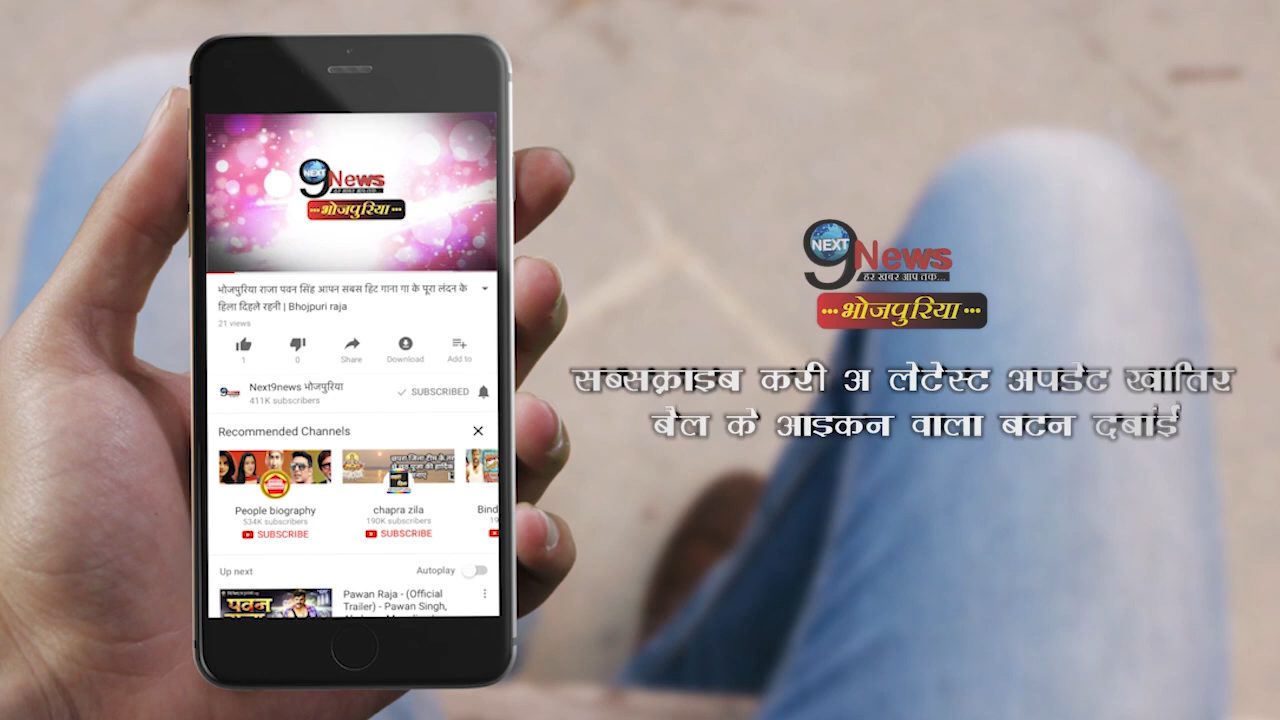 NEXT
9 News
हर खबर आप तक...
...भोजपुरिया...
भोजपुरिया राजा पवन सिंह आपन सबस हिट गाना गा के पूरा लंदन के
हिला दिहले रहनी | Bhojpuri raja
21 views
1
0
Share
Download
Add to
Next9news भोजपुरिया
411K subscribers
SUBSCRIBED
Recommended Channels
People biography
534K subscribers
SUBSCRIBE
chapra zila
190K subscribers
SUBSCRIBE
Bind
19
Up next
Autoplay
पवन
Pawan Raja - (Official
Trailer) - Pawan Singh,
NEXT
9 News
हर खबर आप तक...
...भोजपुरिया...
सब्सक्राइब करी अ लेटेस्ट अपडेट खातिर
बैल के आइकन वाला बटन दबांई